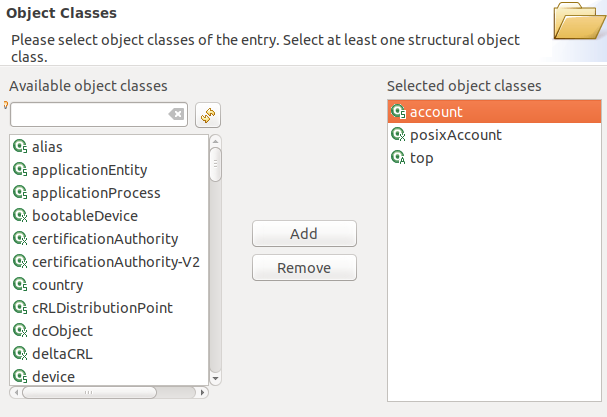 Object Classes
Please select object classes of the entry. Select at least one structural object
class.
Available object classes
alias
applicationEntity
applicationProcess
bootableDevice
certificationAuthority
certificationAuthority-V2
country
cRLDistributionPoint
dcObject
deltaCRL
device
Add
Remove
Selected object classes
account
posixAccount
top